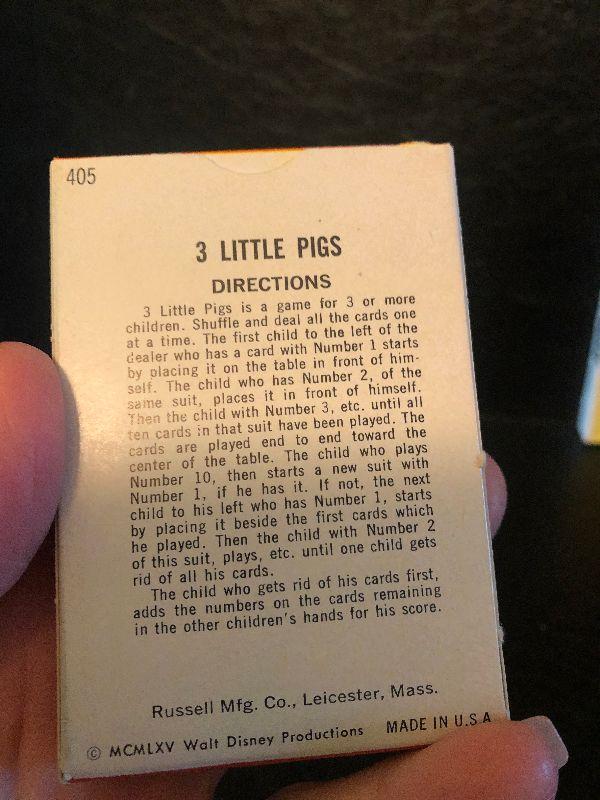 405
3 LITTLE PIGS
DIRECTIONS
3 Little Pigs is a game for 3 or more
children. Shuffle and deal all the cards one
at a time. The first child to the left of the
dealer who has a card with Number 1 starts
by placing it on the table in front of him-
self. The child who has Number 2, of the
same suit, places it in front of himself.
Then the child with Number 3, etc. until all
ten cards in that suit have been played. The
cards are played end to end toward the
center of the table. The child who plays
Number 10, then starts a new suit with
Number 1, if he has it. If not, the next
child to his left who has Number 1, starts
by placing it beside the first cards which
he played. Then the child with Number 2
of this suit, plays, etc. until one child gets
rid of all his cards.
The child who gets rid of his cards first,
adds the numbers on the cards remaining
in the other children's hands for his score.
Russell Mfg. Co., Leicester, Mass.
© MCMLXV Walt Disney Productions MADE IN U.S.A